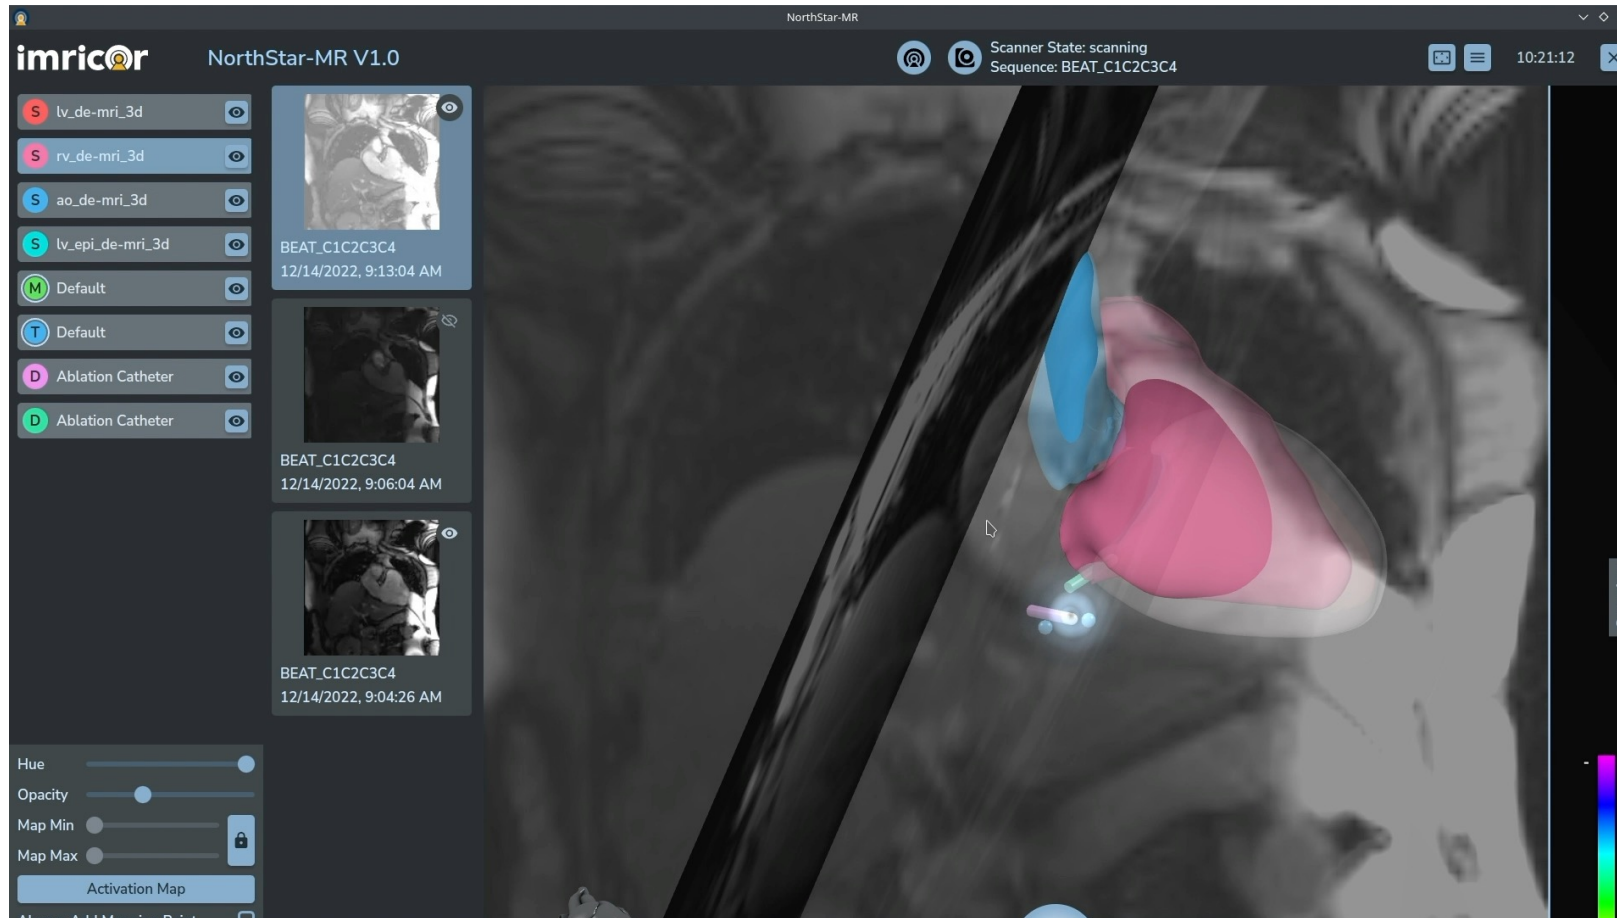 NorthStar-MR
imricor
NorthStar-MR V1.0
Scanner State: scanning
Sequence: BEAT_C1C2C3C4
10:21:12
S lv_de-mri_3d
S rv_de-mri_3d
S ao_de-mri_3d
S lv_epi_de-mri_3d
M Default
T Default
D Ablation Catheter
D Ablation Catheter
BEAT_C1C2C3C4
12/14/2022, 9:13:04 AM
BEAT_C1C2C3C4
12/14/2022, 9:06:04 AM
BEAT_C1C2C3C4
12/14/2022, 9:04:26 AM
Hue
Opacity
Map Min
Map Max
Activation Map